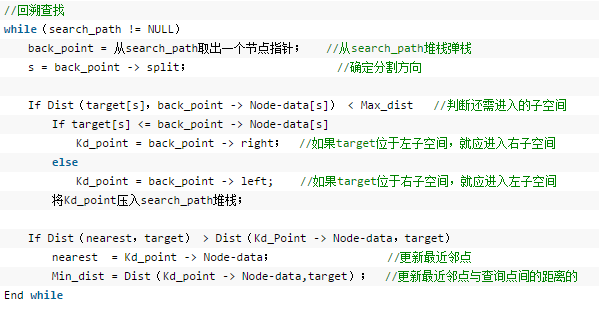 //回溯查找
while（search_path != NULL）
back_point = 从search_path取出一个节点指针； //从search_path堆栈弹栈
s = back_point -> split； //确定分割方向
If Dist（target[s]，back_point -> Node-data[s]） < Max_dist //判断还需进入的子空间
If target[s] <= back_point -> Node-data[s]
Kd_point = back_point -> right； //如果target位于左子空间，就应进入右子空间
else
Kd_point = back_point -> left; //如果target位于右子空间，就应进入左子空间
将Kd_point压入search_path堆栈；
If Dist（nearest，target） > Dist（Kd_Point -> Node-data，target）
nearest = Kd_point -> Node-data； //更新最近邻点
Min_dist = Dist（Kd_point -> Node-data,target）； //更新最近邻点与查询点间的距离的
End while